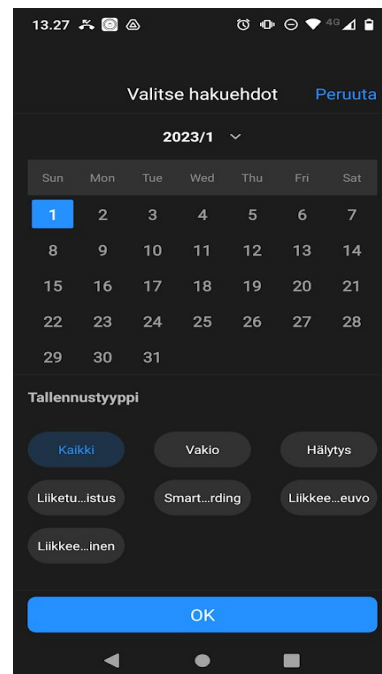 13.27 4G
Valitse hakuehdot Peruuta
2023/1
Sun Mon Tue Wed Thu Fri Sat
1 2 3 4 5 6 7
8 9 10 11 12 13 14
15 16 17 18 19 20 21
22 23 24 25 26 27 28
29 30 31
Tallennustyyppi
Kaikki Vakio Hälytys
Liiketu...istus Smart...rding Liikkee...euvo
Liikkee...inen
OK